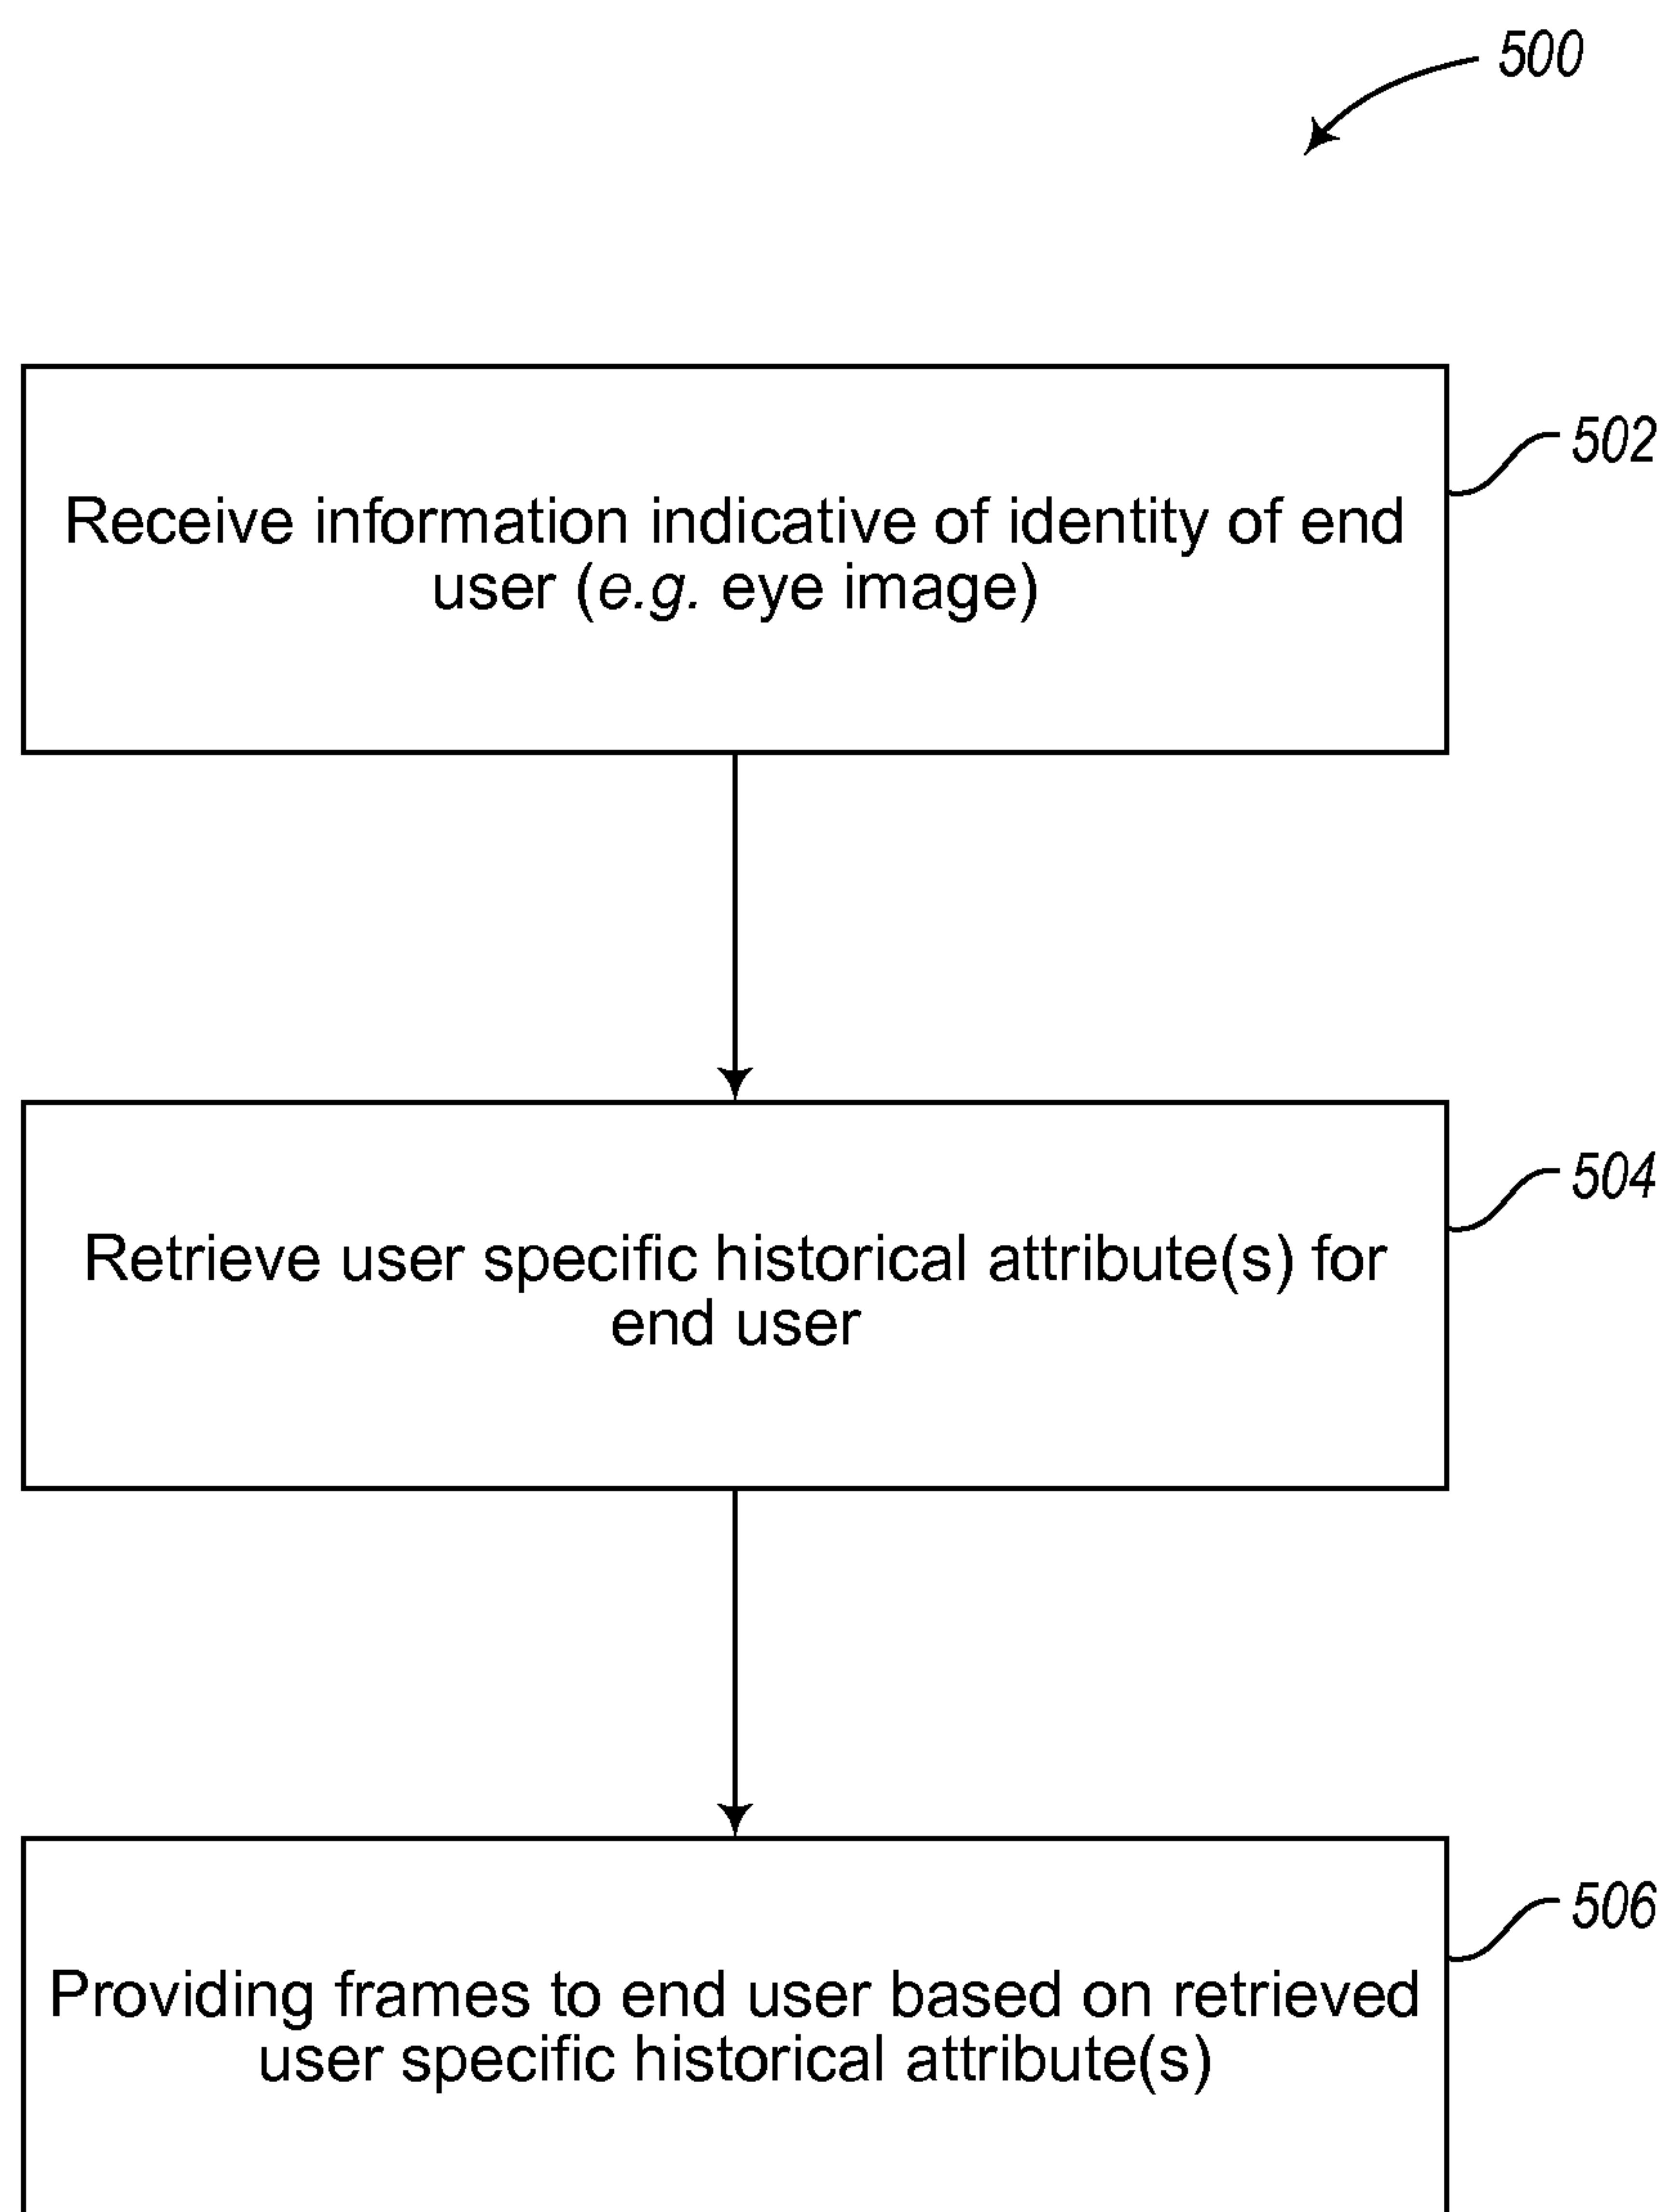 500
502
Receive information indicative of identity of end
user (e.g. eye image)
504
Retrieve user specific historical attribute(s) for
end user
506
Providing frames to end user based on retrieved
user specific historical attribute(s)